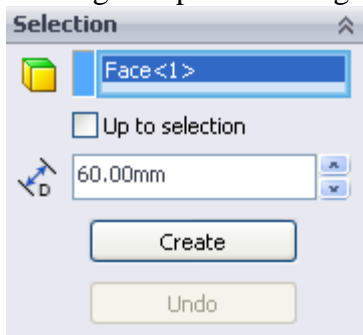 Selection
Face<1>
Up to selection
D
60.00mm
Create
Undo